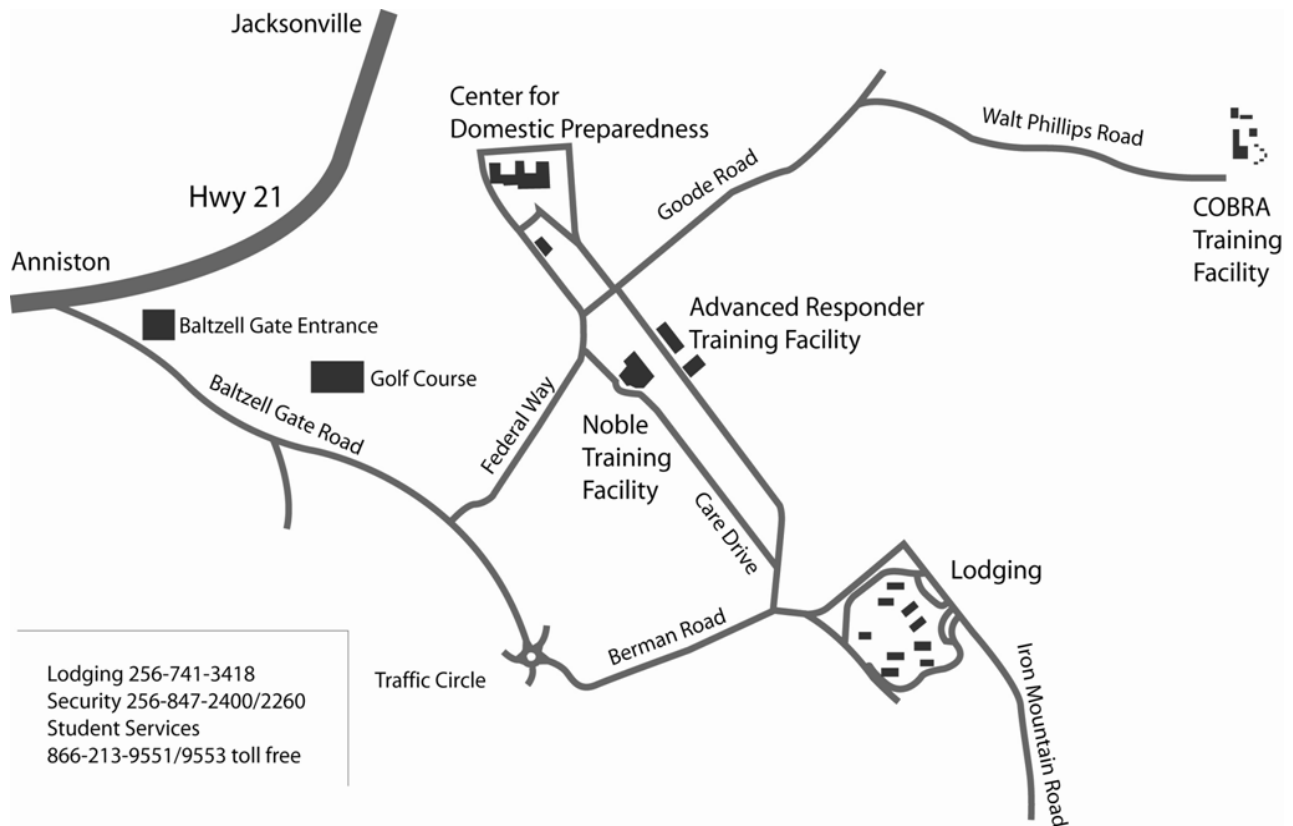 Jacksonville
Center for
Domestic Preparedness
Walt Phillips Road
Goode Road
Hwy 21
COBRA
Training
Facility
Anniston
Advanced Responder
Training Facility
Baltzell Gate Entrance
Golf Course
Baltzell Gate Road
Federal Way
Noble
Training
Facility
Care Drive
Lodging
Berman Road
Iron Mountain Road
Traffic Circle
Lodging 256-741-3418
Security 256-847-2400/2260
Student Services
866-213-9551/9553 toll free